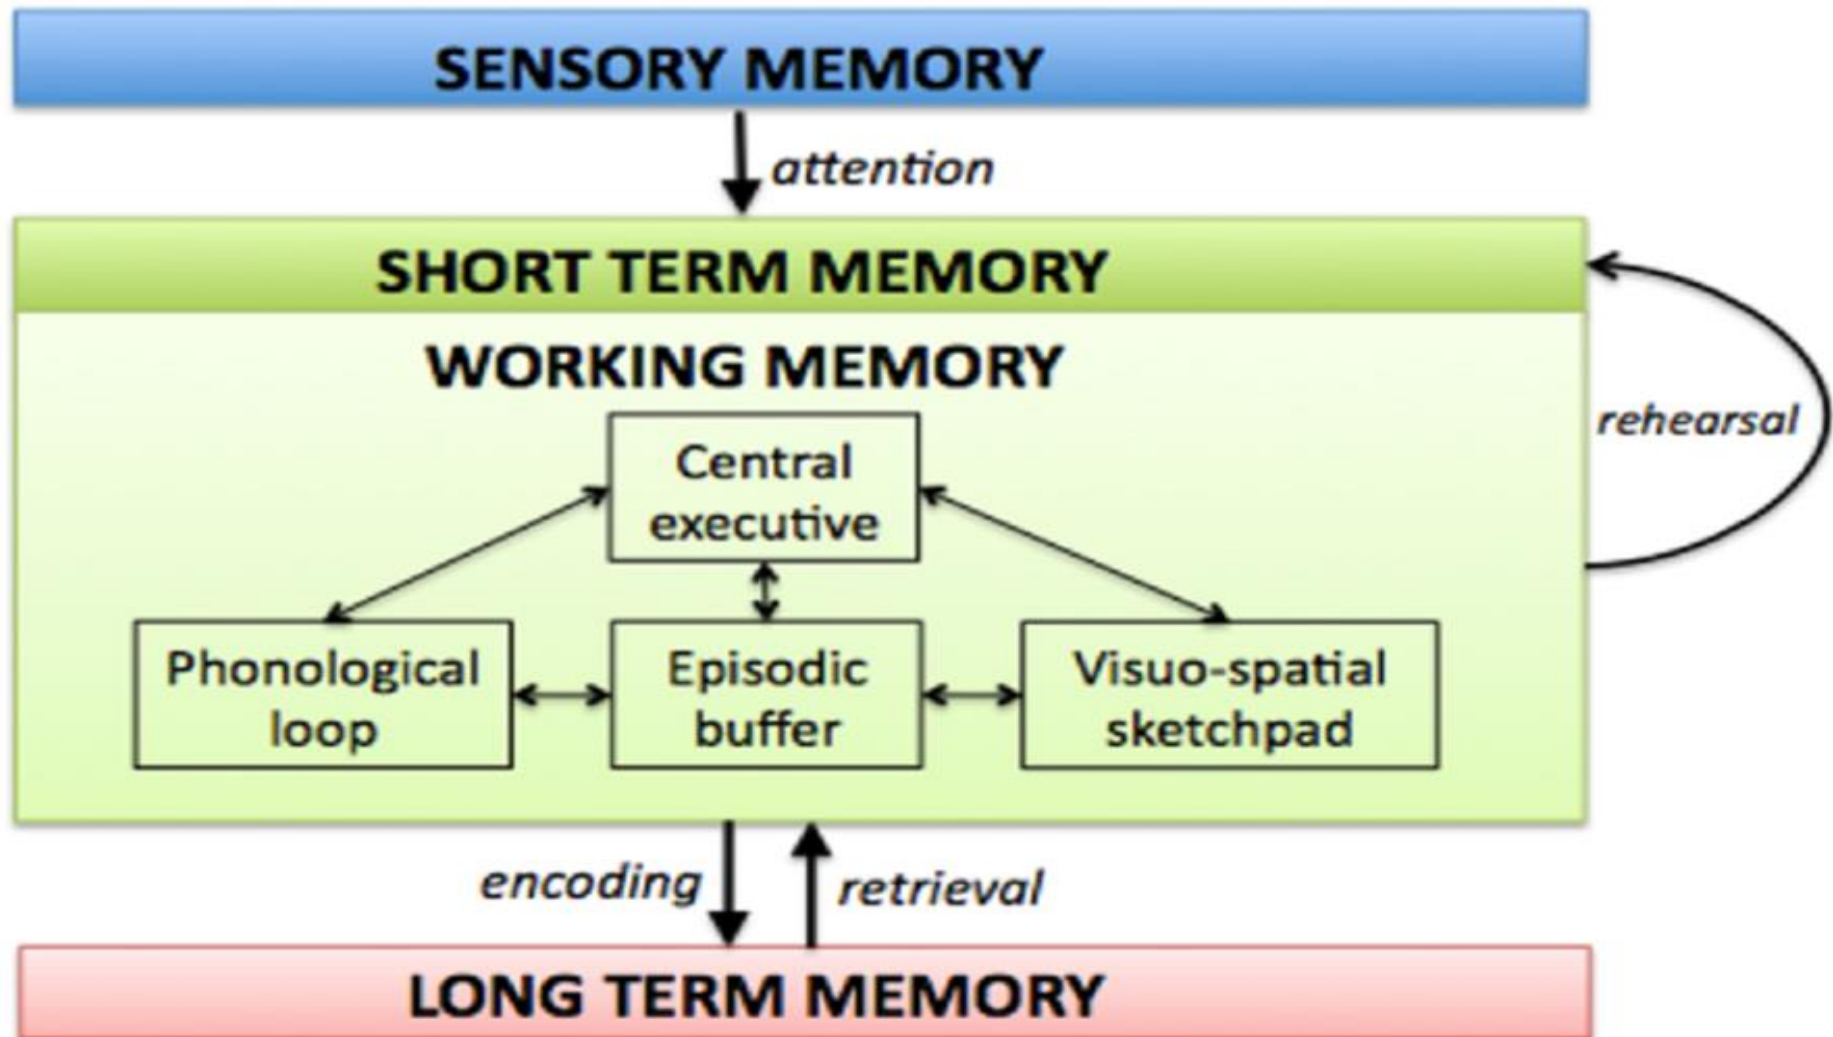 SENSORY MEMORY
attention
SHORT TERM MEMORY
WORKING MEMORY
rehearsal
Central
executive
Phonological
loop
Episodic
buffer
Visuo-spatial
sketchpad
encoding
retrieval
LONG TERM MEMORY